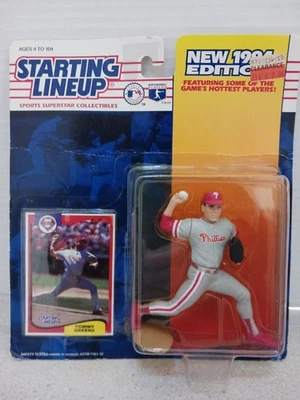 AGES 4 TO 104
STARTING
LINEUP
SPORTS SUPERSTAR COLLECTIBLES
NEW 1994
EDITION
CLEARANCE
FEATURING SOME OF THE
GAME'S HOTTEST PLAYERS!
Phillies
TOMMY
GREENE